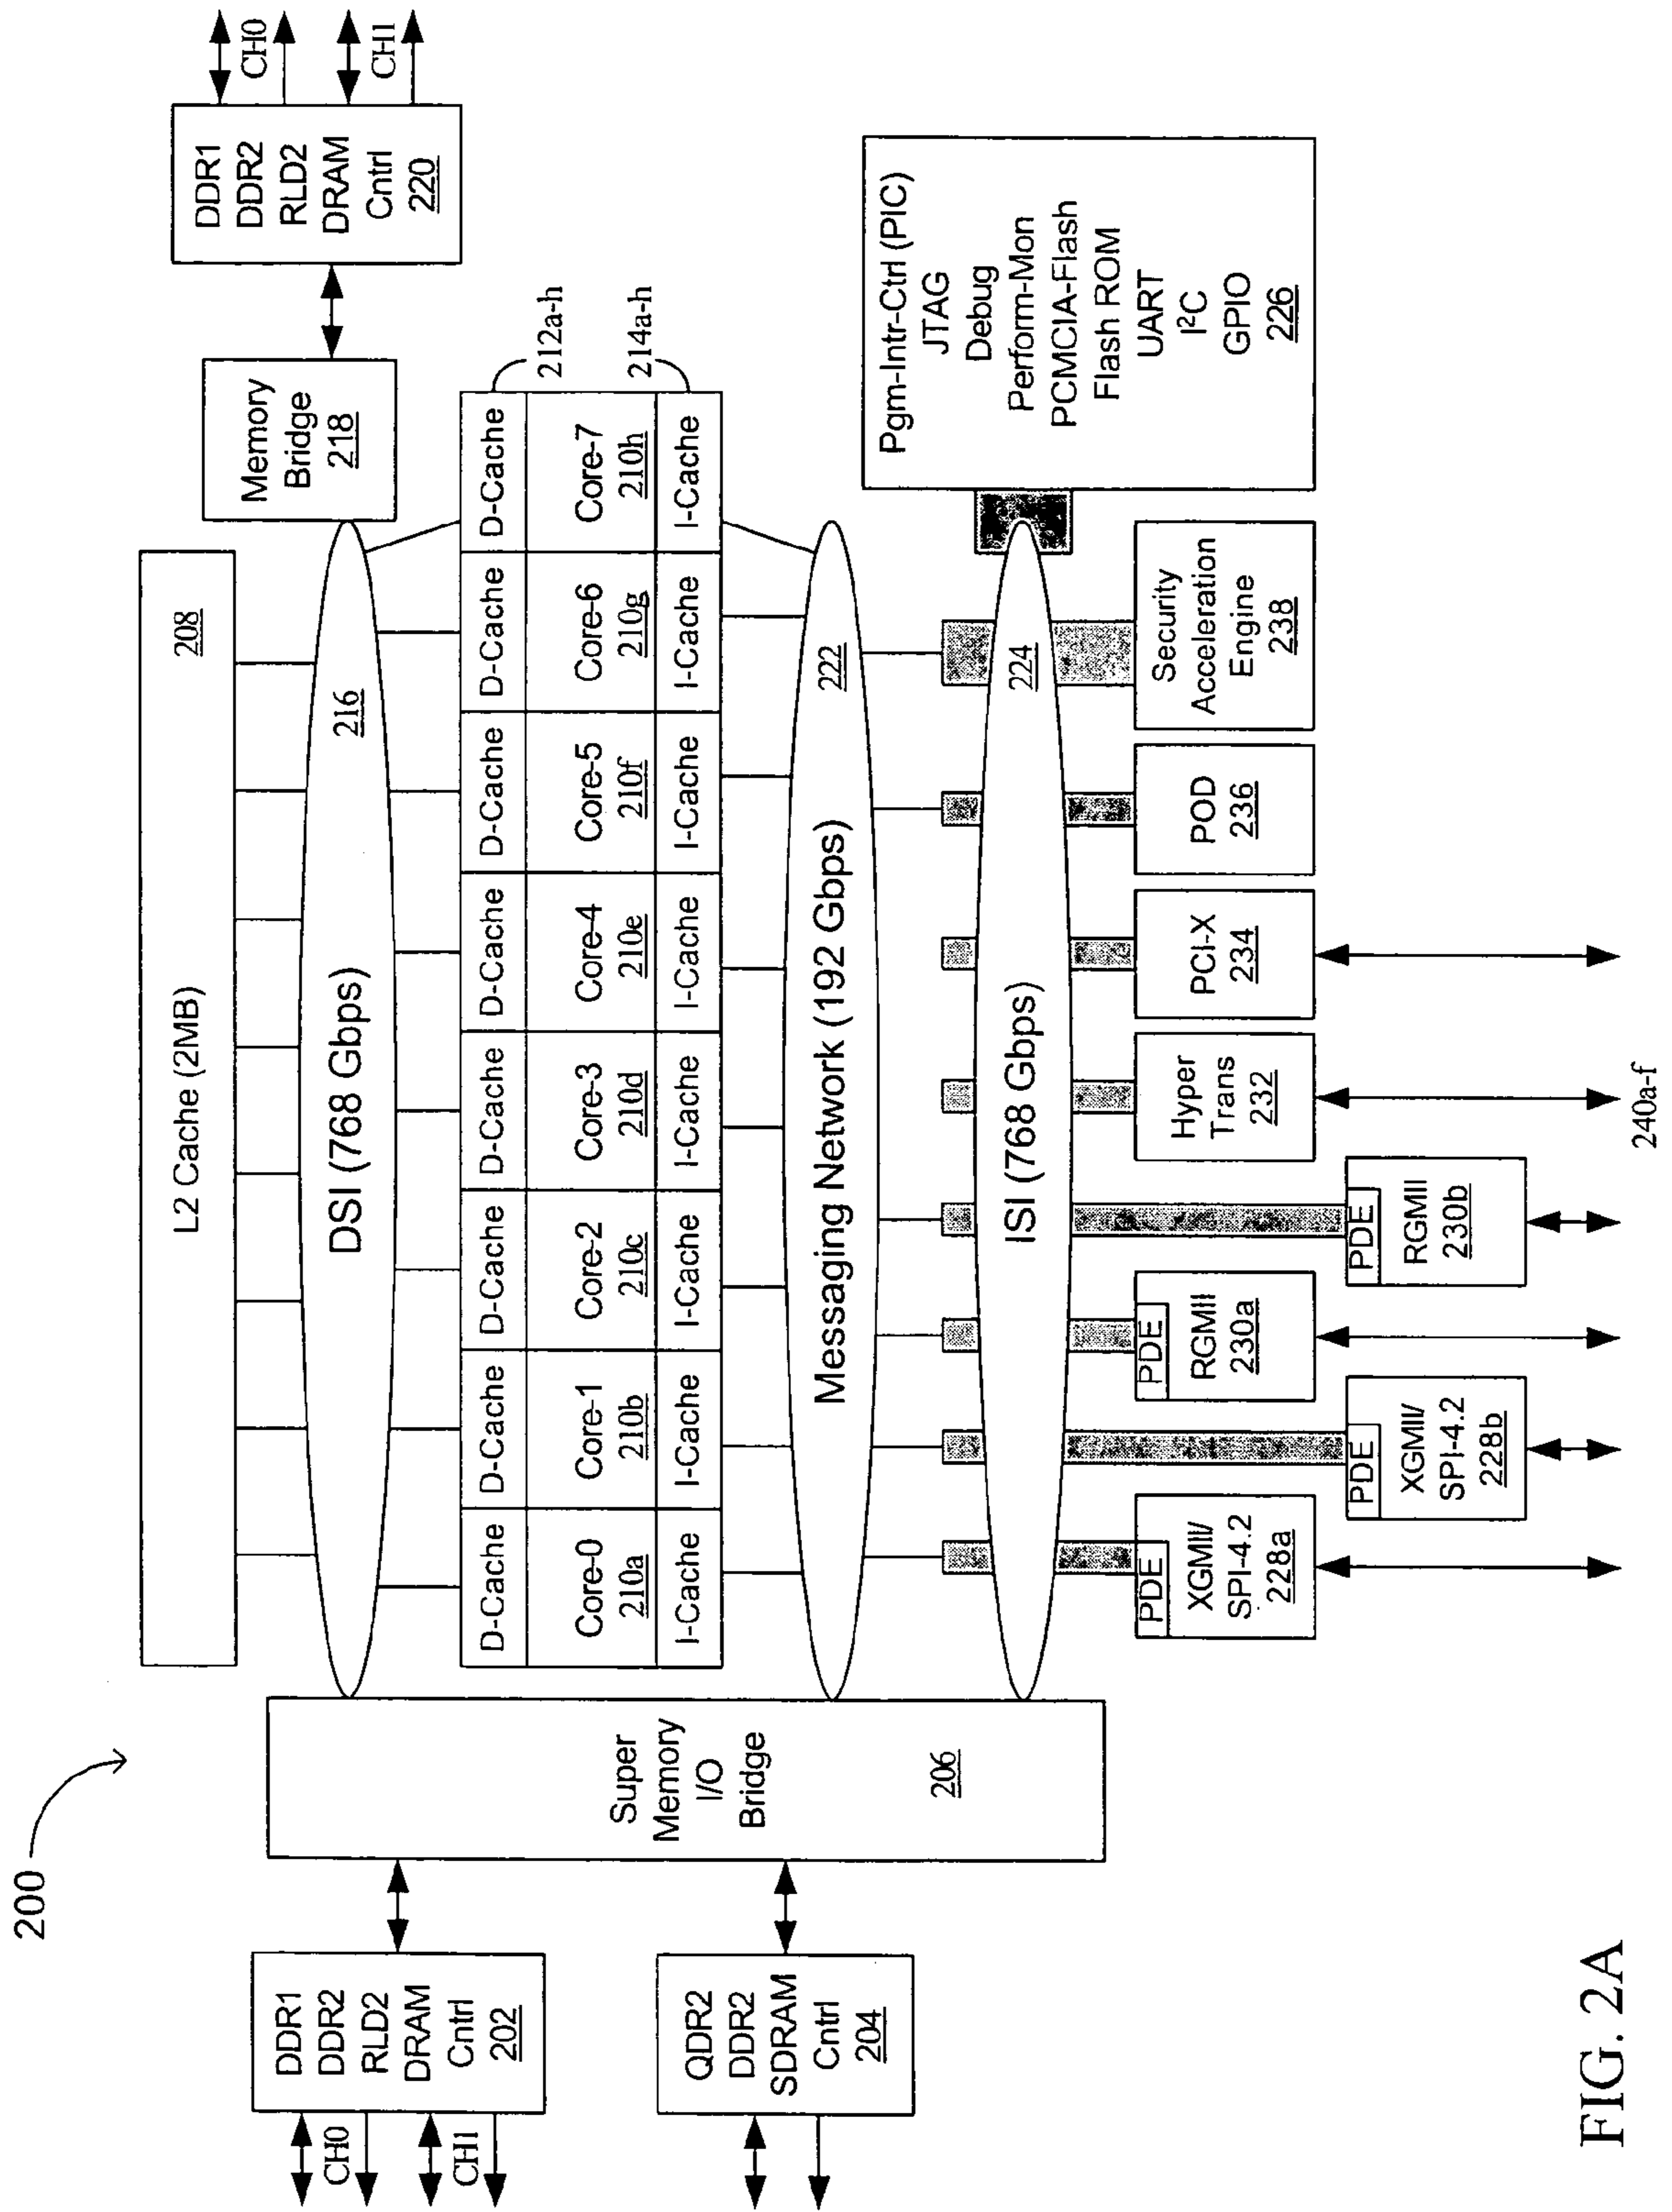 200
L2 Cache (2MB)
208
DSI (768 Gbps)
216
Memory
Bridge
218
DDR1
DDR2
RLD2
DRAM
Cntrl
220
CH0
CH1
DDR1
DDR2
RLD2
DRAM
Cntrl
202
CH0
CH1
QDR2
DDR2
SDRAM
Cntrl
204
Super
Memory
I/O
Bridge
206
D-Cache
D-Cache
D-Cache
D-Cache
D-Cache
D-Cache
D-Cache
D-Cache
212a-h
Core-0
210a
Core-1
210b
Core-2
210c
Core-3
210d
Core-4
210e
Core-5
210f
Core-6
210g
Core-7
210h
I-Cache
I-Cache
I-Cache
I-Cache
I-Cache
I-Cache
I-Cache
I-Cache
214a-h
Messaging Network (192 Gbps)
222
ISI (768 Gbps)
224
Pgm-Intr-Ctrl (PIC)
JTAG
Debug
Perform-Mon
PCMCIA-Flash
Flash ROM
UART
I²C
GPIO
226
PDE
XGMII/
SPI-4.2
228a
PDE
XGMII/
SPI-4.2
228b
PDE
RGMII
230a
PDE
RGMII
230b
Hyper
Trans
232
PCI-X
234
POD
236
Security
Acceleration
Engine
238
240a-f
FIG. 2A